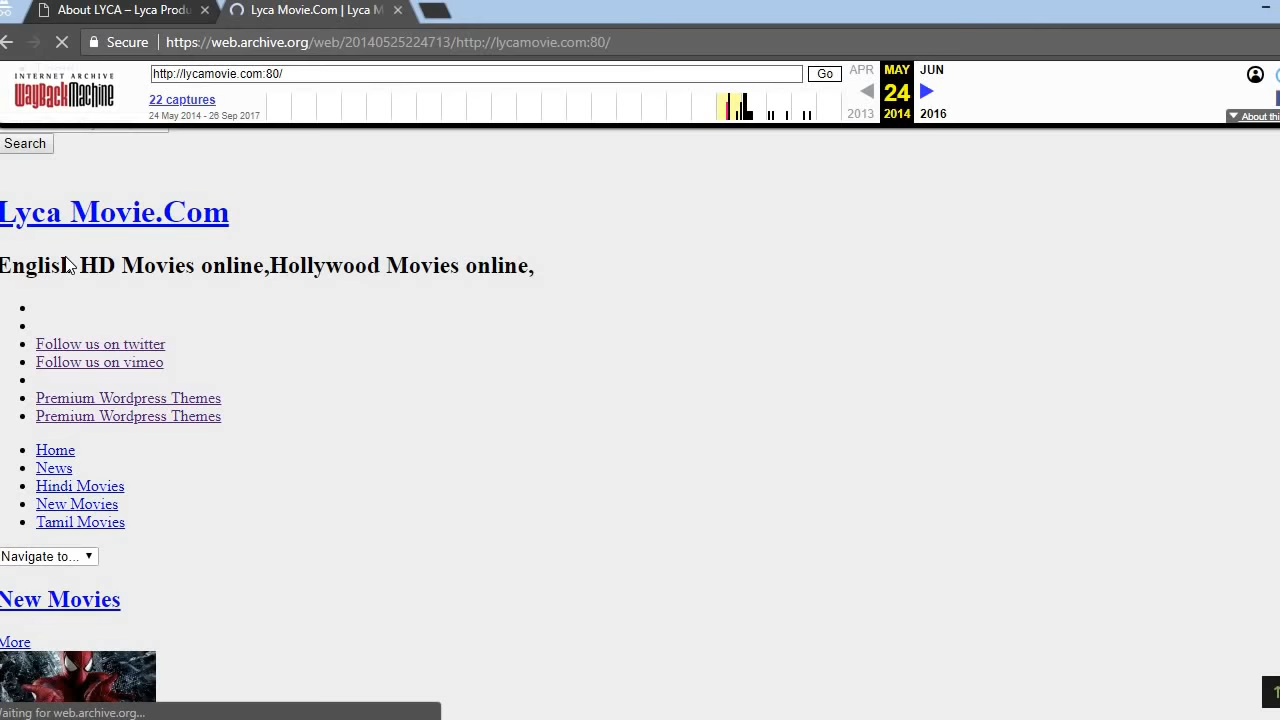 About LYCA – Lyca Produ
Lyca Movie.Com | Lyca M
Secure https://web.archive.org/web/20140525224713/http://lycamovie.com:80/
INTERNET ARCHIVE
WayBackMachine
http://lycamovie.com:80/
Go
APR MAY JUN
22 captures
24
24 May 2014 - 26 Sep 2017
2013 2014 2016
About thi
Search
Lyca Movie.Com
English HD Movies online,Hollywood Movies online,
Follow us on twitter
Follow us on vimeo
Premium Wordpress Themes
Premium Wordpress Themes
Home
News
Hindi Movies
New Movies
Tamil Movies
Navigate to...
New Movies
More
Waiting for web.archive.org...